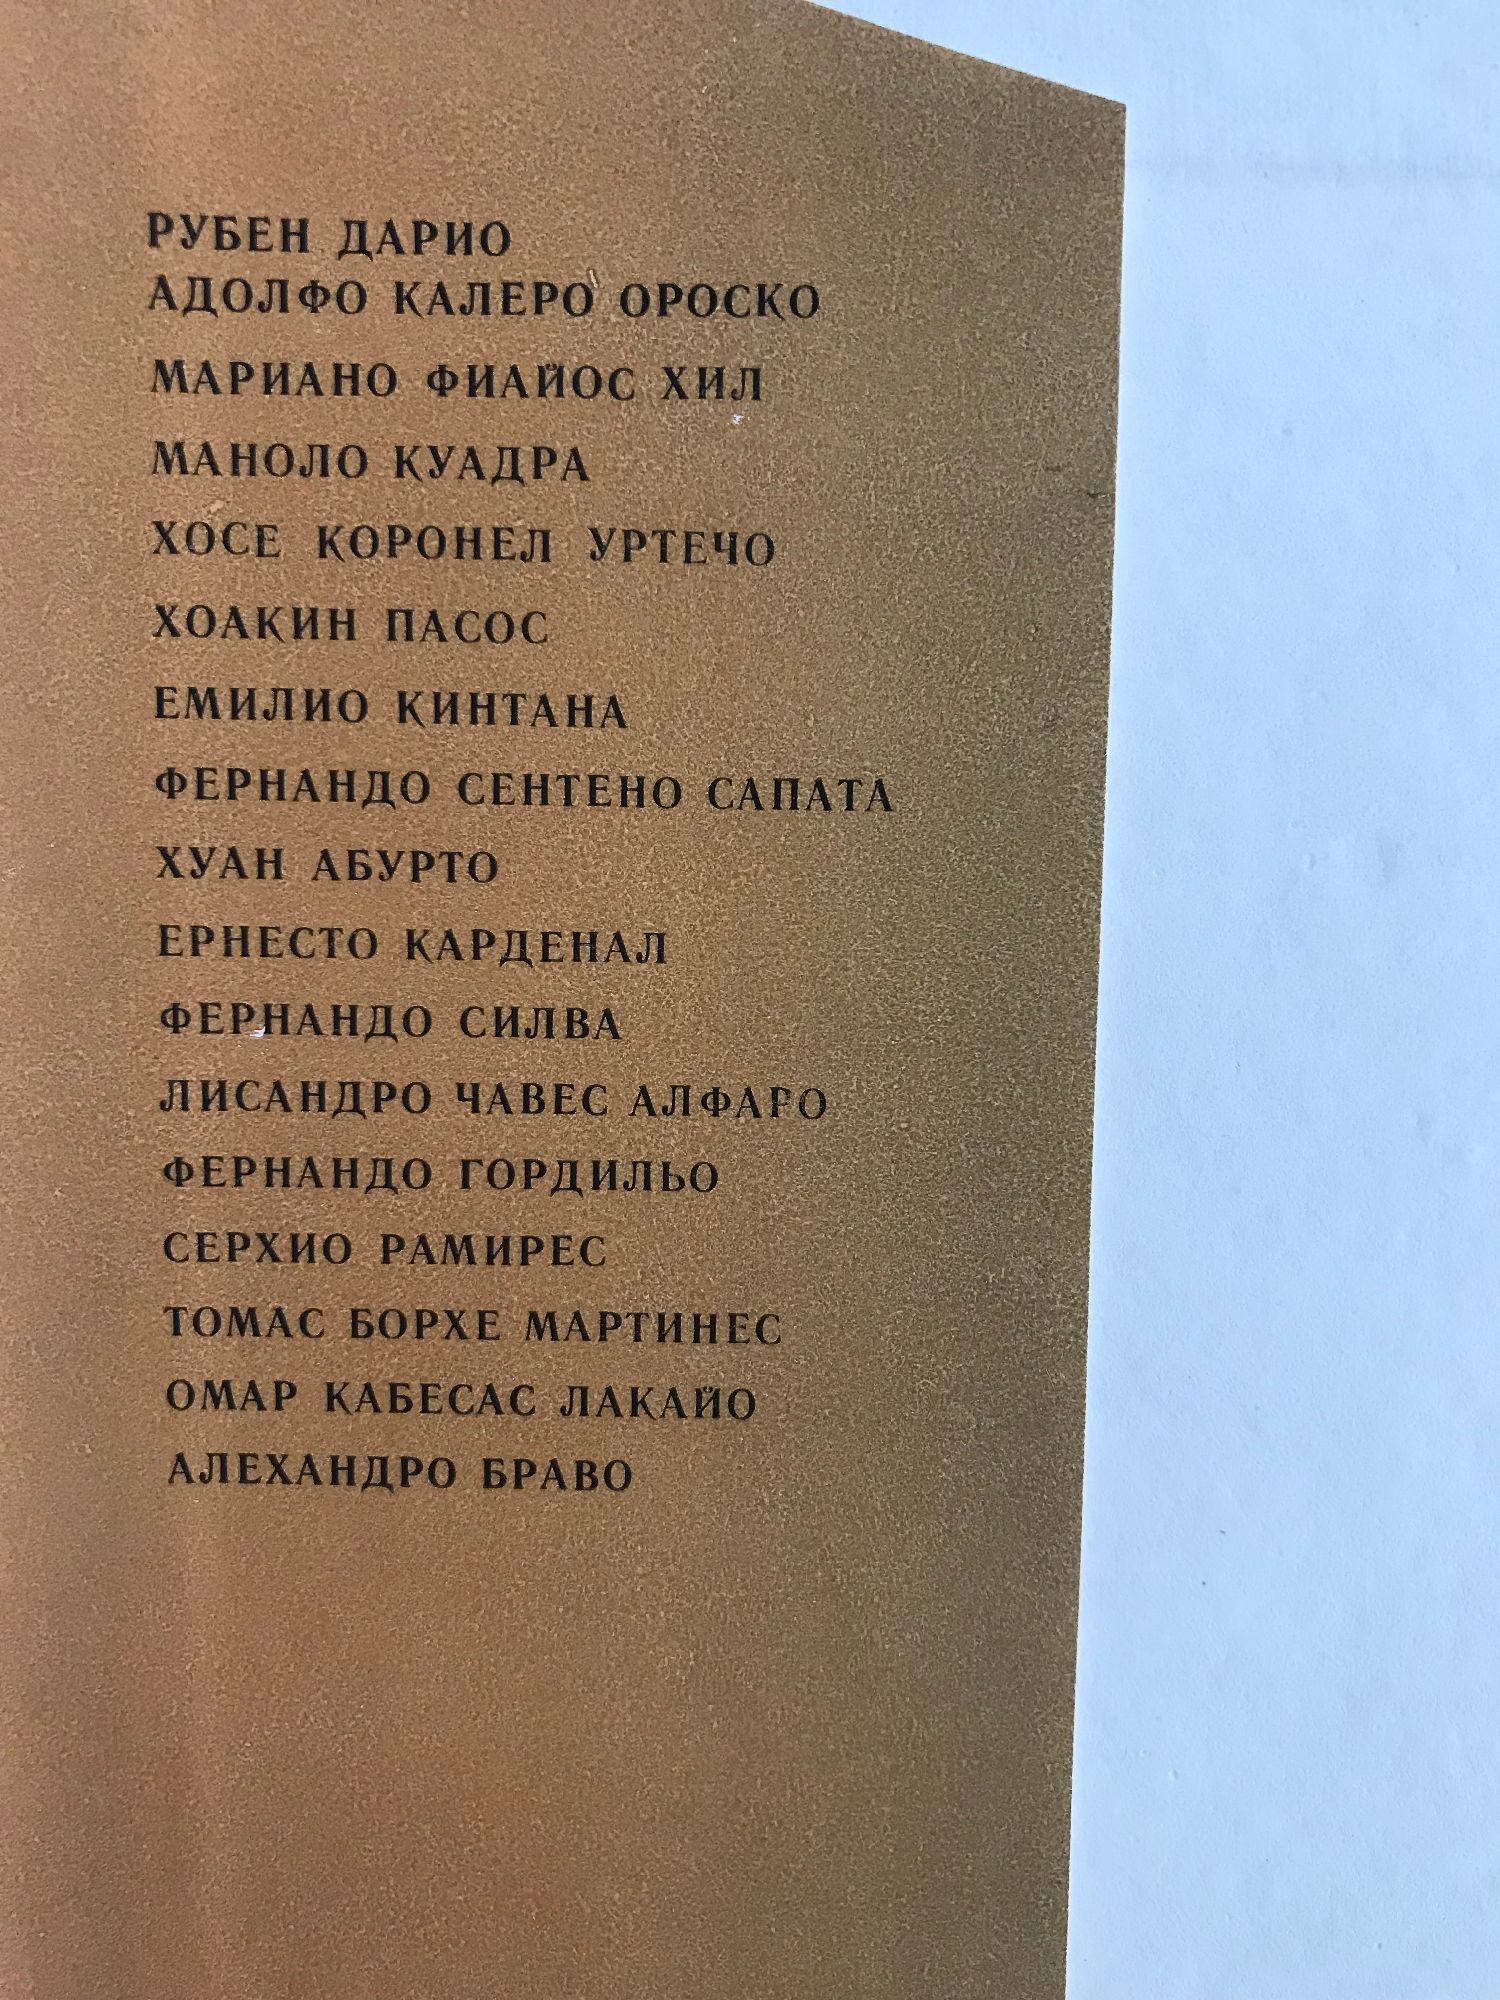 РУБЕН ДАРИО
АДОЛФО КАЛЕРО ОРОСКО
МАРИАНО ФИАЙОС ХИЛ
МАНОЛО КУАДРА
ХОСЕ КОРОНЕЛ УРТЕЧО
ХОАКИН ПАСОС
ЕМИЛИО КИНТАНА
ФЕРНАНДО СЕНТЕНО САПАТА
ХУАН АБУРТО
ЕРНЕСТО КАРДЕНАЛ
ФЕРНАНДО СИЛВА
ЛИСАНДРО ЧАВЕС АЛФАРО
ФЕРНАНДО ГОРДИЛЬО
СЕРХИО РАМИРЕС
ТОМАС БОРХЕ МАРТИНЕС
ОМАР КАБЕСАС ЛАКАЙО
АЛЕХАНДРО БРАВО